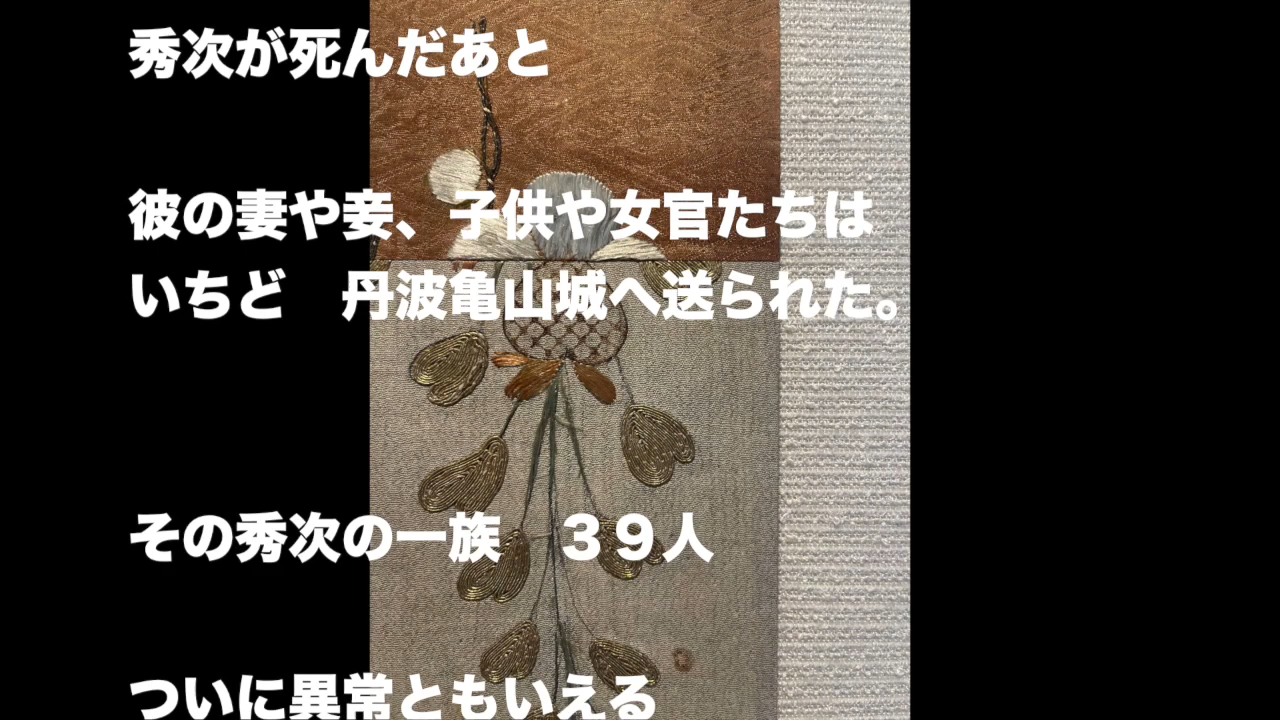 秀次が死んだあと
彼の妻や妾、子供や女官たちは
いちど　丹波亀山城へ送られた。
その秀次の一族　３９人
ついに異常ともいえる